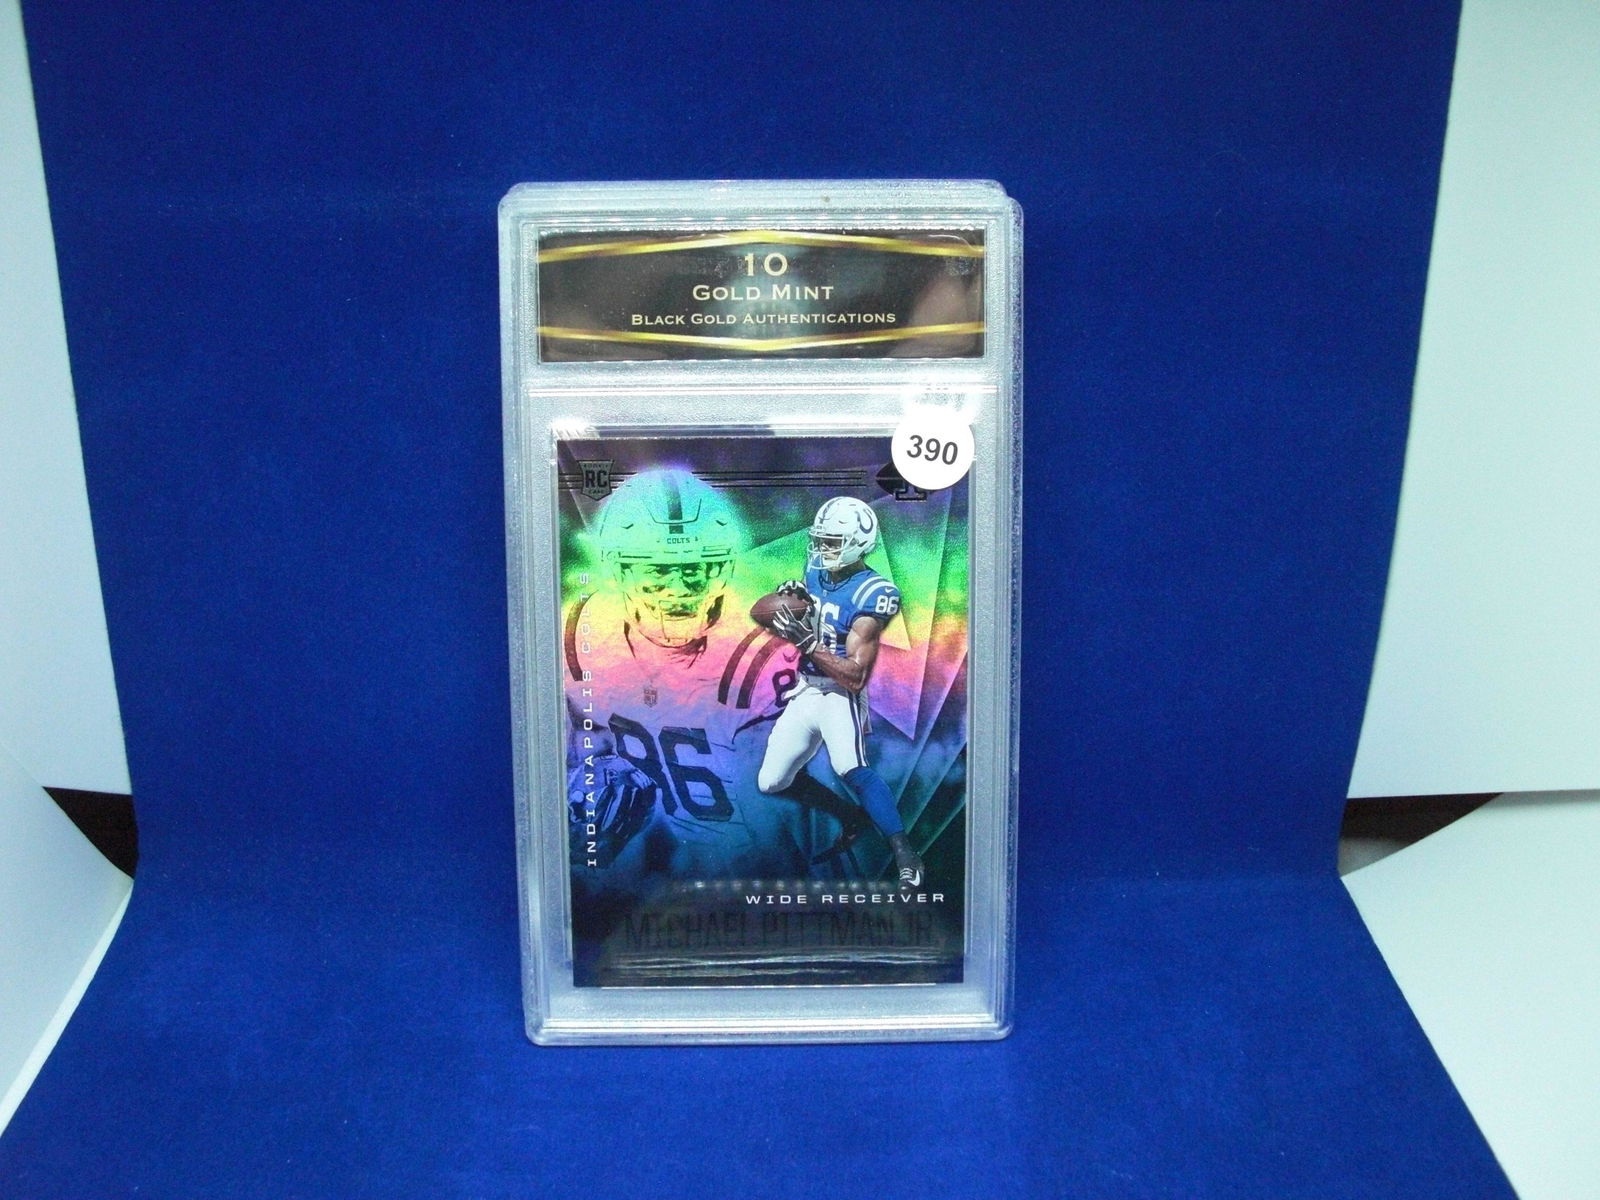 10
GOLD MINT
BLACK GOLD AUTHENTICATIONS
390
RC
COLTS
86
86
86
INDIANAPOLIS COLTS
WIDE RECEIVER
MICHAEL PITTMAN JR